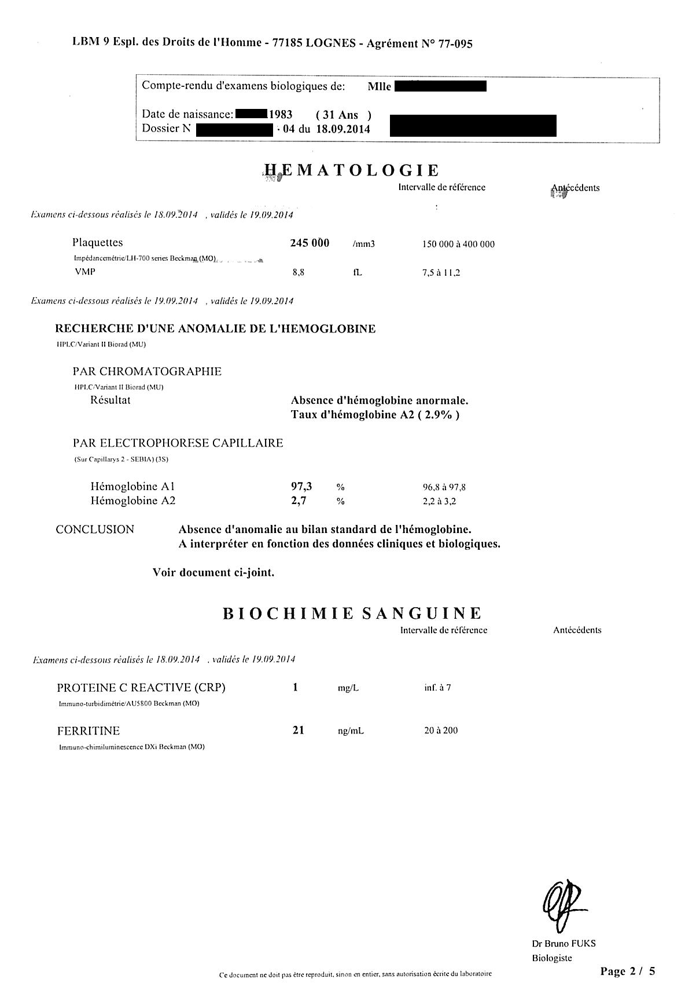 LBM 9 Espl. des Droits de l'Homme - 77185 LOGNES - Agrément N° 77-095
Compte-rendu d'examens biologiques de: Mlle
Date de naissance: 1983 ( 31 Ans )
Dossier N - 04 du 18.09.2014
HEMATOLOGIE
Intervalle de référence Antécédents
Examens ci-dessous réalisés le 18.09.2014 , validés le 19.09.2014
Plaquettes 245 000 /mm3 150 000 à 400 000
Impédancemétrie/LH-700 series Beckman (MO)
VMP 8,8 fL 7,5 à 11,2
Examens ci-dessous réalisés le 19.09.2014 , validés le 19.09.2014
RECHERCHE D'UNE ANOMALIE DE L'HEMOGLOBINE
HPLC/Variant II Biorad (MU)
PAR CHROMATOGRAPHIE
HPLC/Variant II Biorad (MU)
Résultat Absence d'hémoglobine anormale.
Taux d'hémoglobine A2 ( 2.9% )
PAR ELECTROPHORESE CAPILLAIRE
(Sur Capillarys 2 - SEBIA) (3S)
Hémoglobine A1 97,3 % 96,8 à 97,8
Hémoglobine A2 2,7 % 2,2 à 3,2
CONCLUSION Absence d'anomalie au bilan standard de l'hémoglobine.
A interpréter en fonction des données cliniques et biologiques.
Voir document ci-joint.
BIOCHIMIE SANGUINE
Intervalle de référence Antécédents
Examens ci-dessous réalisés le 18.09.2014 , validés le 19.09.2014
PROTEINE C REACTIVE (CRP) 1 mg/L inf. à 7
Immuno-turbidimétrie/AU5800 Beckman (MO)
FERRITINE 21 ng/mL 20 à 200
Immuno-chimiluminescence DXi Beckman (MO)
Dr Bruno FUKS
Biologiste
Ce document ne doit pas être reproduit, sinon en entier, sans autorisation écrite du laboratoire
Page 2 / 5